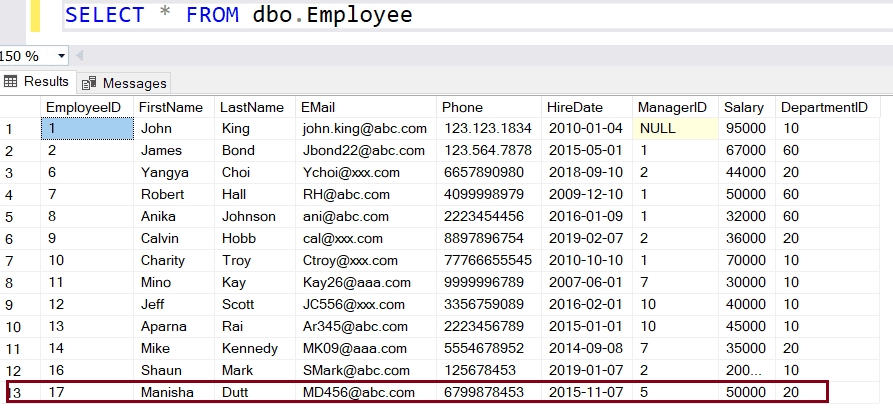 SELECT * FROM dbo.Employee
150 %
Results Messages
EmployeeID FirstName LastName EMail Phone HireDate ManagerID Salary DepartmentID
1 1 John King john.king@abc.com 123.123.1834 2010-01-04 NULL 95000 10
2 2 James Bond Jbond22@abc.com 123.564.7878 2015-05-01 1 67000 60
3 6 Yangya Choi Ychoi@xxx.com 6657890980 2018-09-10 2 44000 20
4 7 Robert Hall RH@abc.com 4099998979 2009-12-10 1 50000 60
5 8 Anika Johnson ani@abc.com 2223454456 2016-01-09 1 32000 60
6 9 Calvin Hobb cal@xxx.com 8897896754 2019-02-07 2 36000 20
7 10 Charity Troy Ctroy@xxx.com 77766655545 2010-10-10 1 70000 10
8 11 Mino Kay Kay26@aaa.com 9999996789 2007-06-01 7 30000 10
9 12 Jeff Scott JC556@xxx.com 3356759089 2016-02-01 10 40000 10
10 13 Aparna Rai Ar345@abc.com 2223456789 2015-01-01 10 45000 10
11 14 Mike Kennedy MK09@aaa.com 5554678952 2014-09-08 7 35000 20
12 16 Shaun Mark SMark@abc.com 125678453 2019-01-07 2 200... 10
13 17 Manisha Dutt MD456@abc.com 6799878453 2015-11-07 5 50000 20